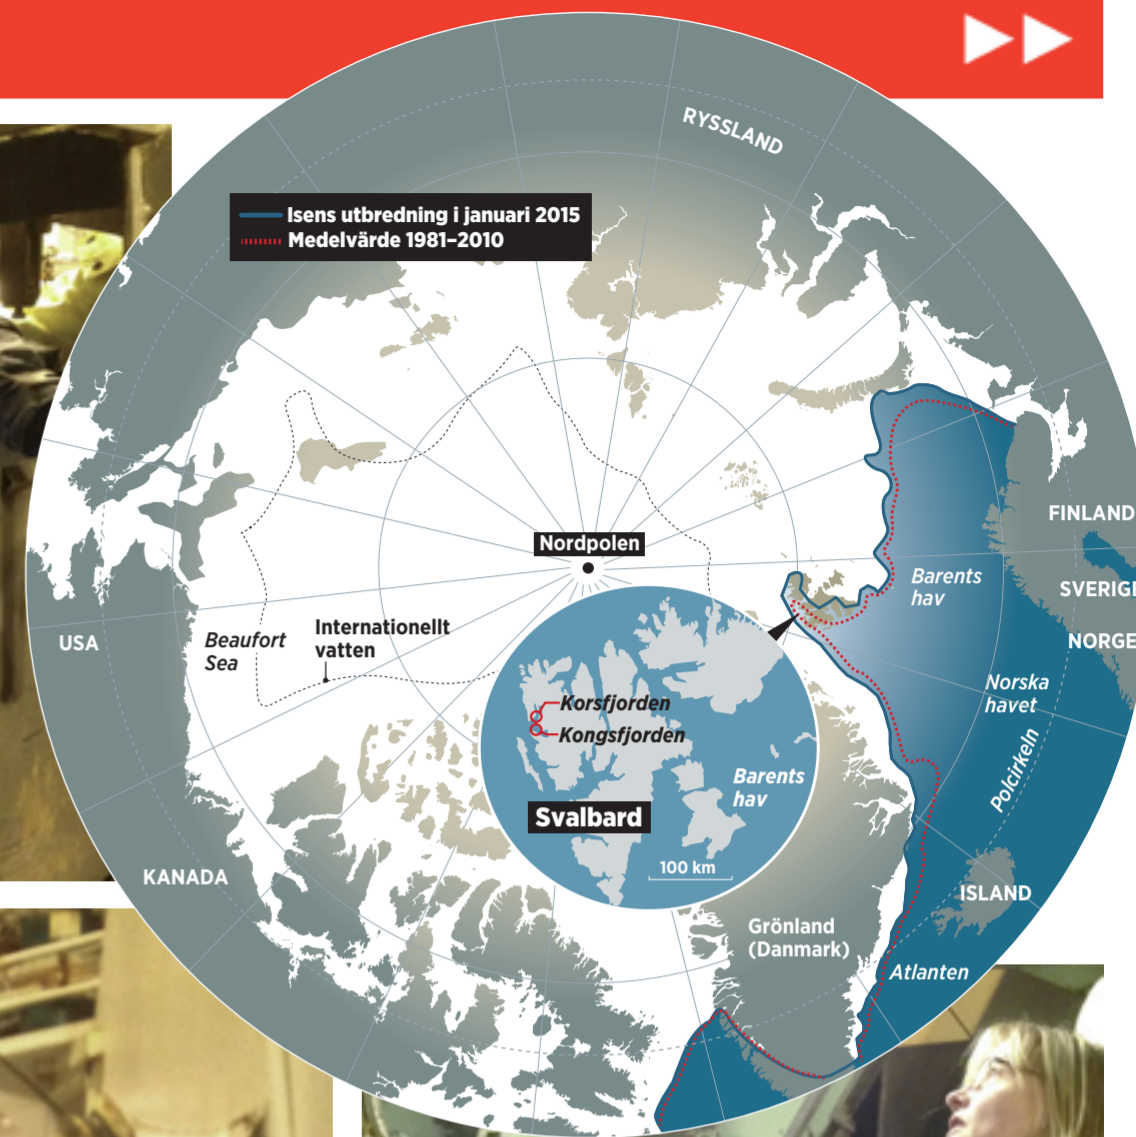 RYSSLAND
Isens utbredning i januari 2015
Medelvärde 1981–2010
FINLAND
Nordpolen
Barents
hav
SVERIGE
USA
Beaufort
Sea
Internationellt
vatten
NORGE
Norska
havet
Korsfjorden
Kongsfjorden
Barents
hav
Polcirkeln
Svalbard
100 km
KANADA
ISLAND
Grönland
(Danmark)
Atlanten